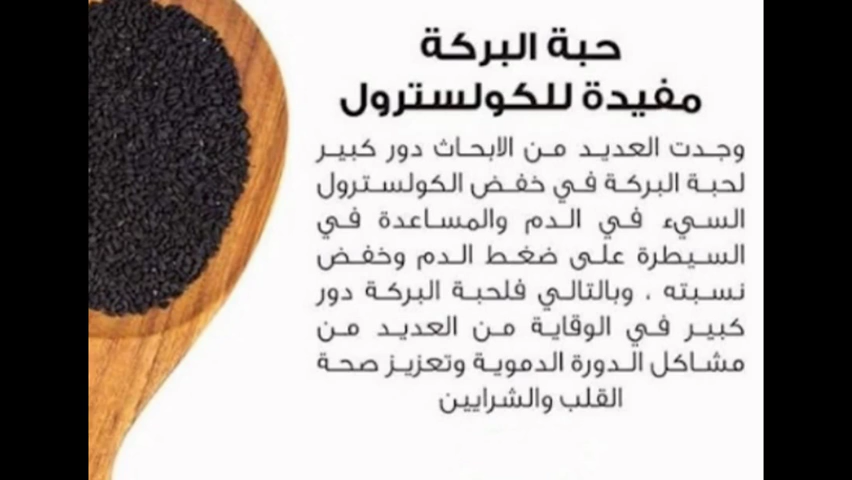 حبة البركة
مفيدة للكولسترول
وجدت العديد من الابحاث دور كبير
لحبة البركة في خفض الكولسترول
السيء في الدم والمساعدة في
السيطرة على ضغط الدم وخفض
نسبته ، وبالتالي فلحبة البركة دور
كبير في الوقاية من العديد من
مشاكل الدورة الدموية وتعزيز صحة
القلب والشرايين